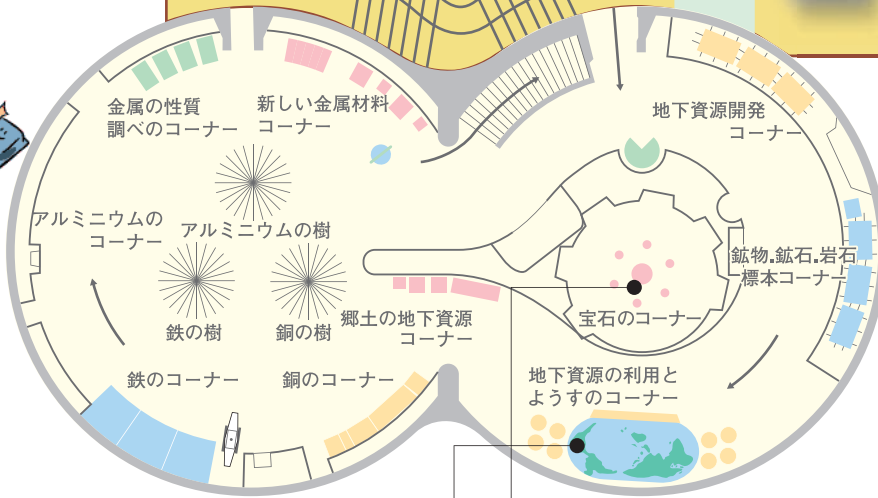 金属の性質
調べのコーナー
新しい金属材料
コーナー
地下資源開発
コーナー
アルミニウムの
コーナー
アルミニウムの樹
鉱物.鉱石.岩石
標本コーナー
鉄の樹
銅の樹
郷土の地下資源
コーナー
宝石のコーナー
鉄のコーナー
銅のコーナー
地下資源の利用と
ようすのコーナー